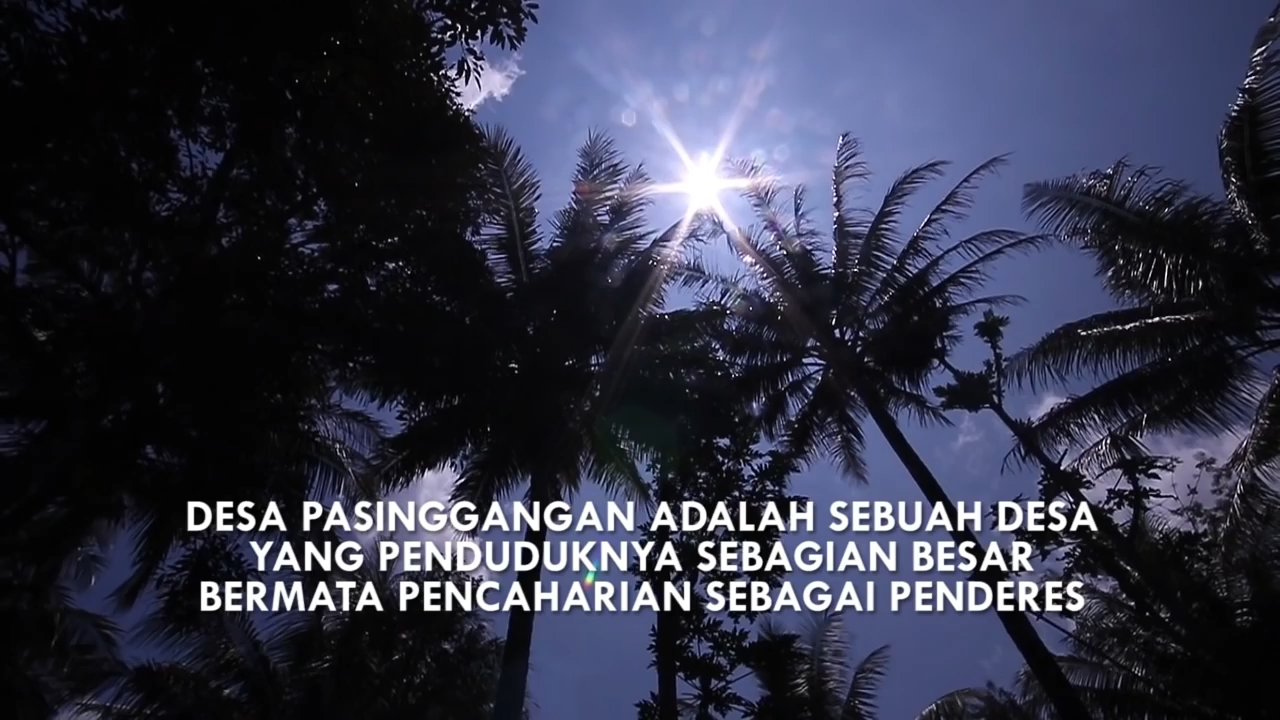 DESA PASINGGANGAN ADALAH SEBUAH DESA
YANG PENDUDUKNYA SEBAGIAN BESAR
BERMATA PENCAHARIAN SEBAGAI PENDERES